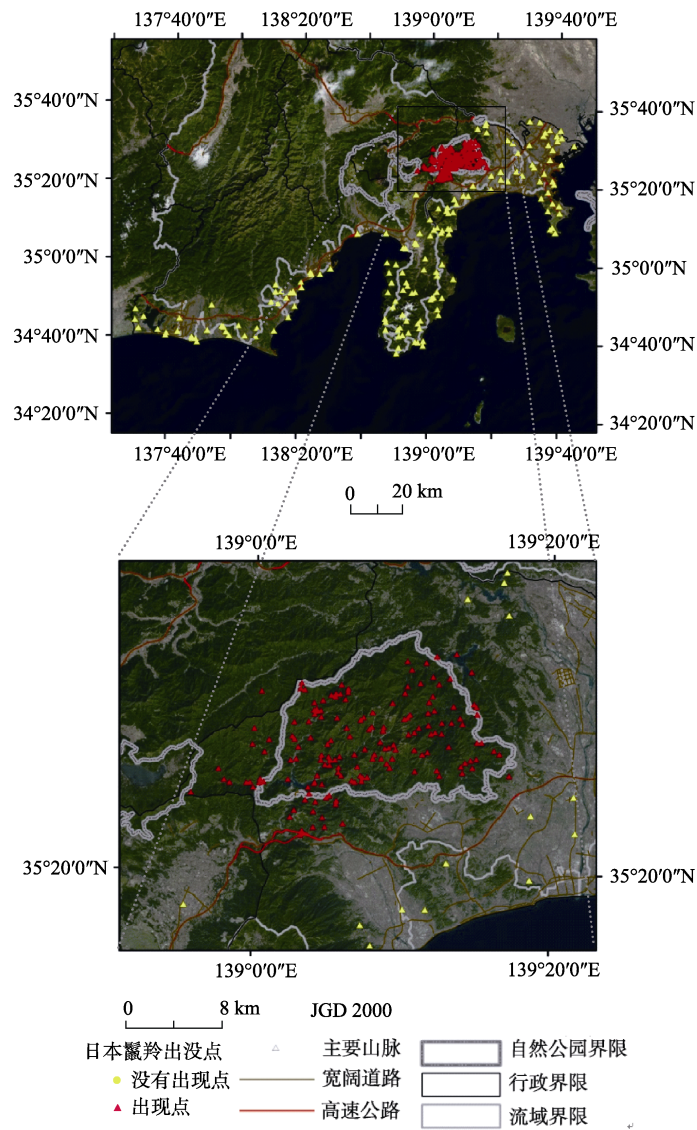 137°40′0″E 138°20′0″E 139°0′0″E 139°40′0″E
35°40′0″N 35°40′0″N
35°20′0″N 35°20′0″N
35°0′0″N 35°0′0″N
34°40′0″N 34°40′0″N
34°20′0″N 34°20′0″N
137°40′0″E 138°20′0″E 139°0′0″E 139°40′0″E
0 20 km
139°0′0″E 139°20′0″E
35°20′0″N 35°20′0″N
139°0′0″E 139°20′0″E
0 8 km JGD 2000
日本鬣羚出没点 主要山脉 自然公园界限
没有出现点 宽阔道路 行政界限
出现点 高速公路 流域界限